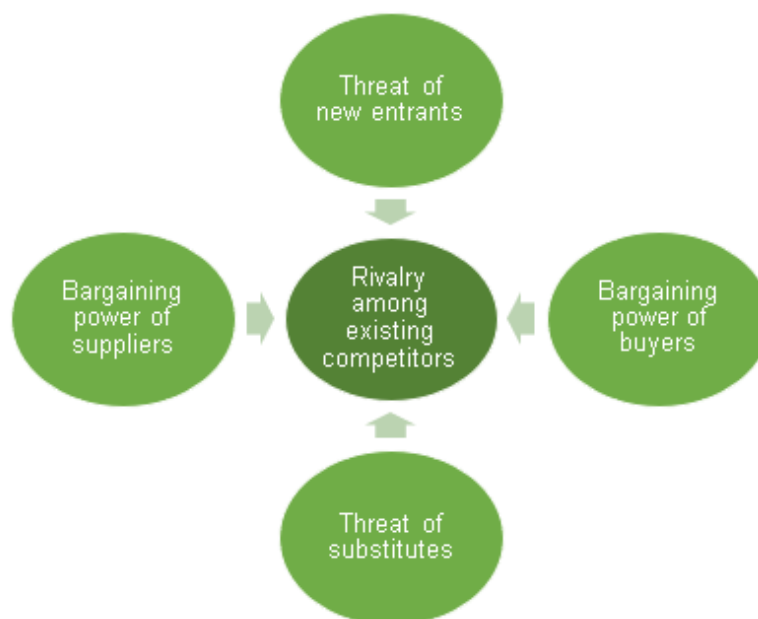 Threat of
new entrants
Bargaining
power of
suppliers
Rivalry
among
existing
competitors
Bargaining
power of
buyers
Threat of
substitutes